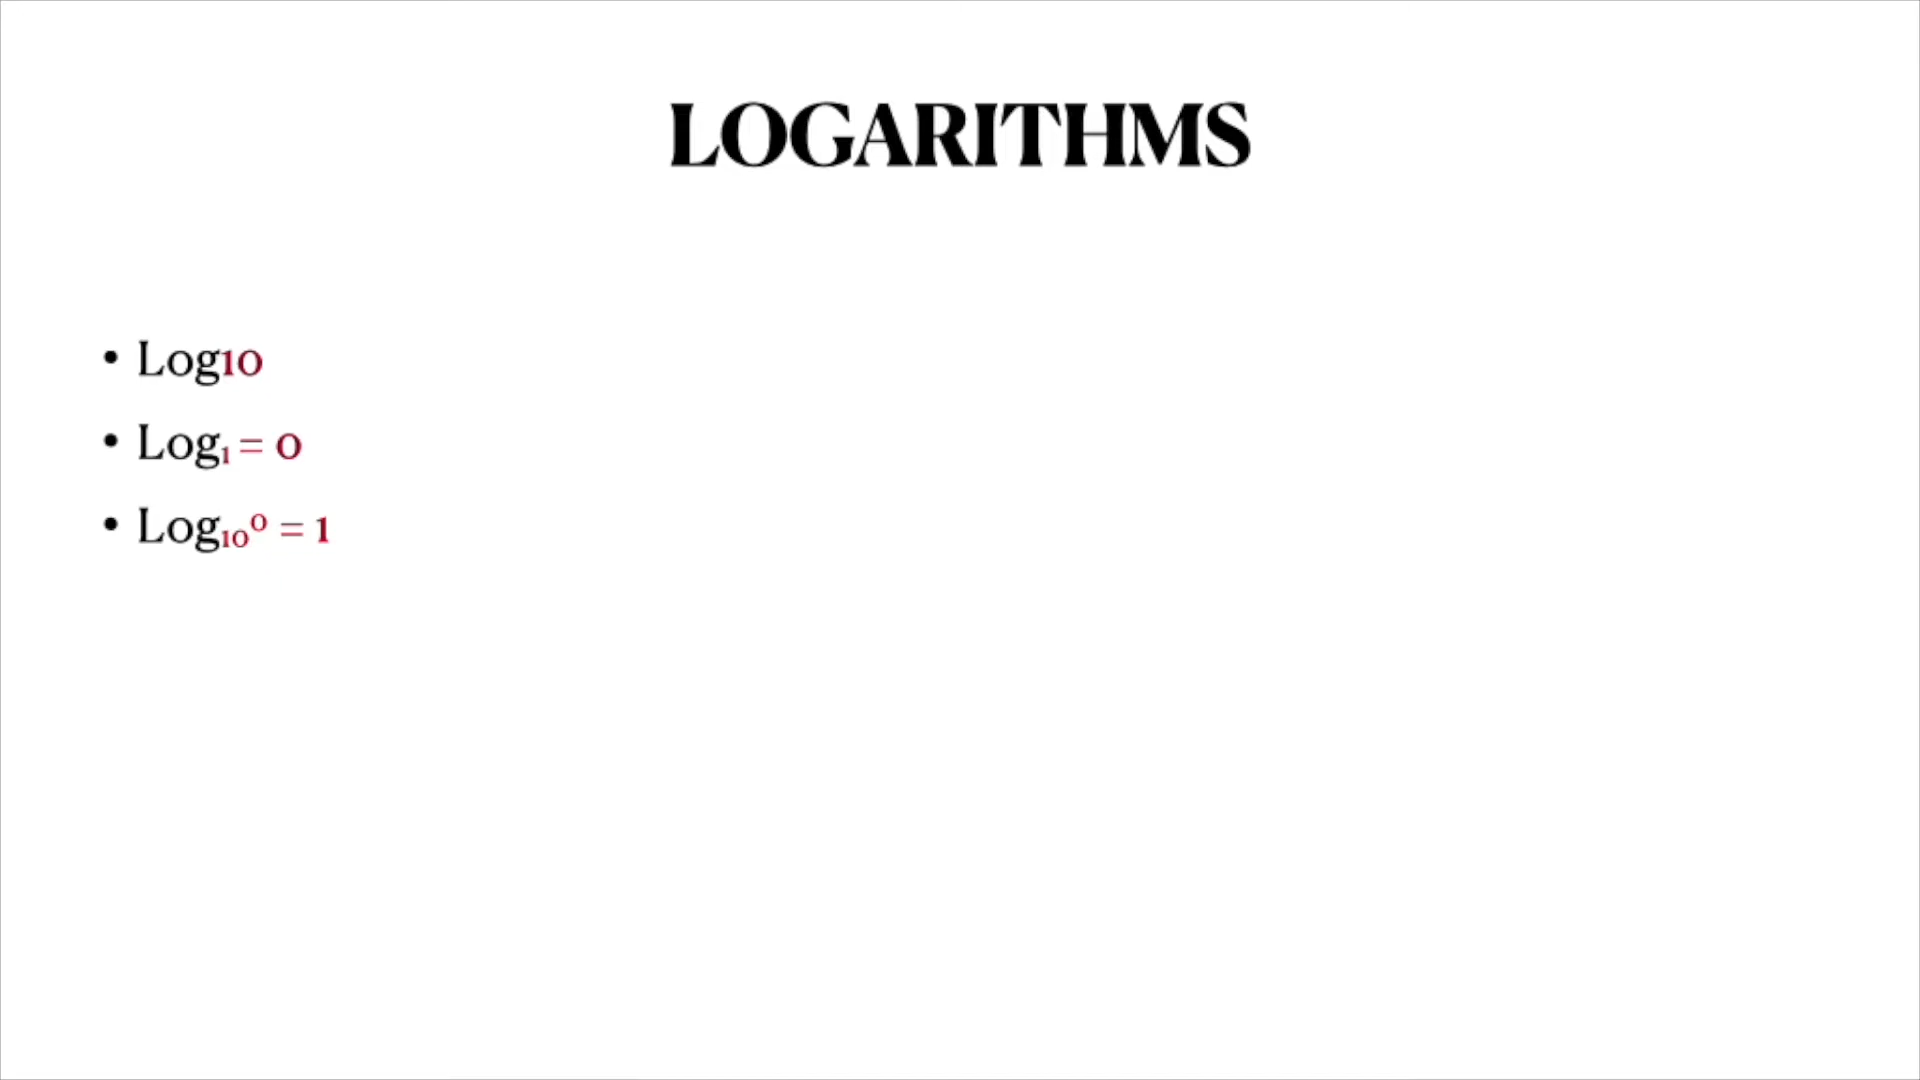 LOGARITHMS
• Log10
• Log₁ = 0
• Log₁₀⁰ = 1